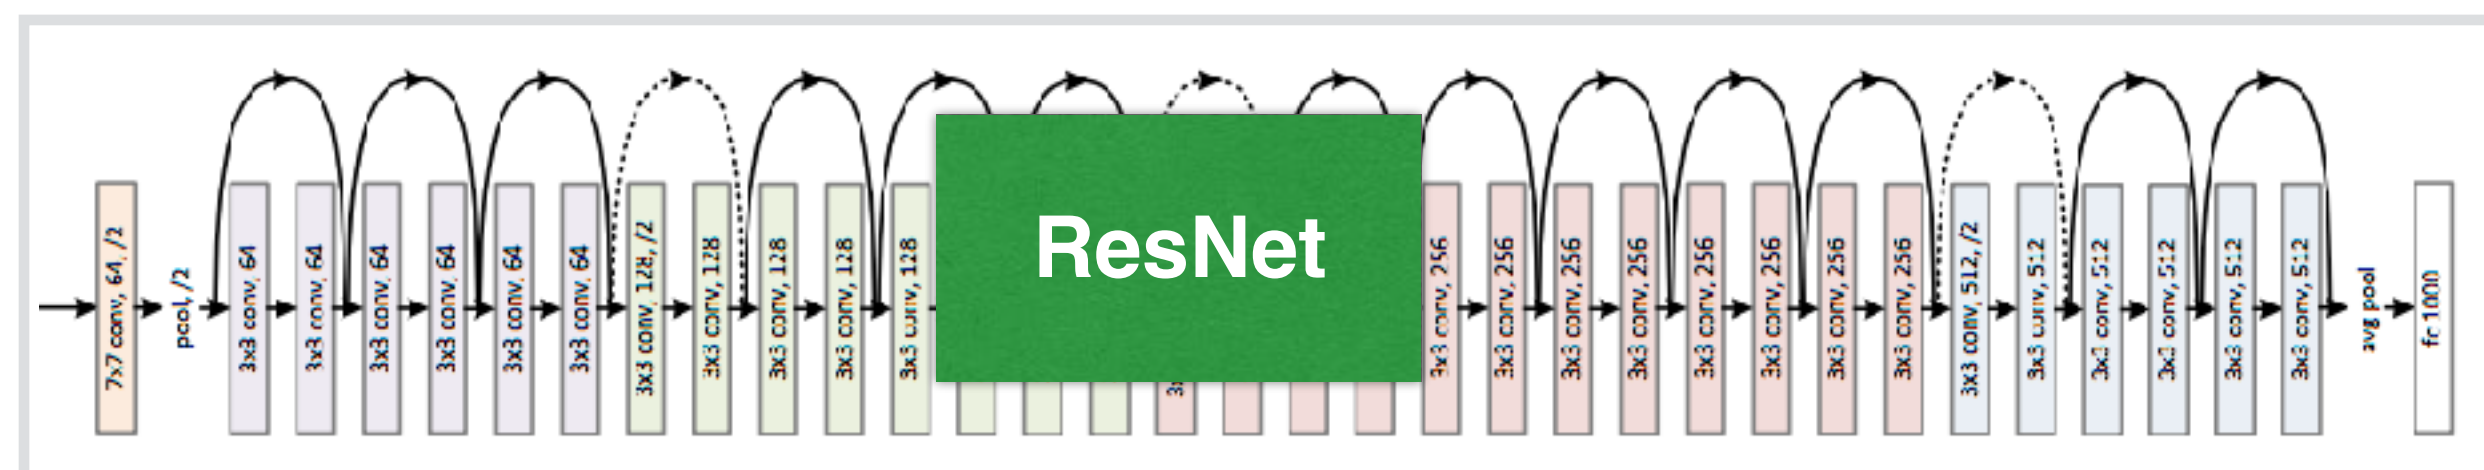 7x7 conv, 64, /2
pool, /2
3x3 conv, 64
3x3 conv, 64
3x3 conv, 64
3x3 conv, 64
3x3 conv, 64
3x3 conv, 64
3x3 conv, 128, /2
3x3 conv, 128
3x3 conv, 128
3x3 conv, 128
3x3 conv, 128
ResNet
3x3 conv, 256
3x3 conv, 256
3x3 conv, 256
3x3 conv, 256
3x3 conv, 256
3x3 conv, 256
3x3 conv, 256
3x3 conv, 256
3x3 conv, 512, /2
3x3 conv, 512
3x3 conv, 512
3x3 conv, 512
3x3 conv, 512
3x3 conv, 512
avg pool
fc 1000